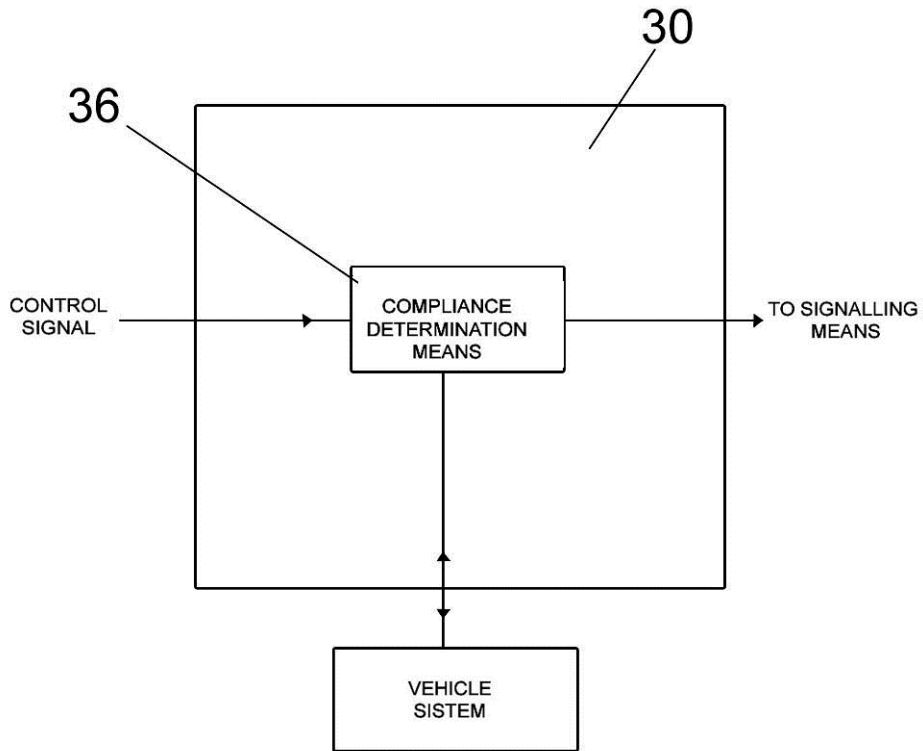 30
36
CONTROL
SIGNAL
COMPLIANCE
DETERMINATION
MEANS
TO SIGNALLING
MEANS
VEHICLE
SISTEM